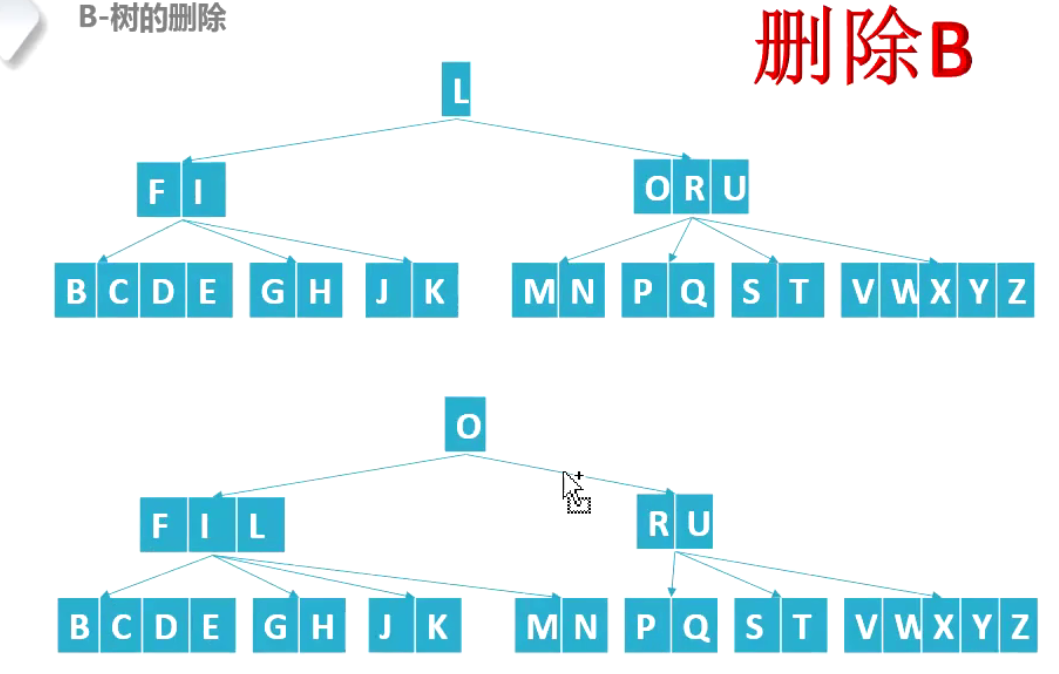 B-树的删除
删除B
L
F I
O R U
B C D E G H J K M N P Q S T V W X Y Z
O
F I L
R U
B C D E G H J K M N P Q S T V W X Y Z